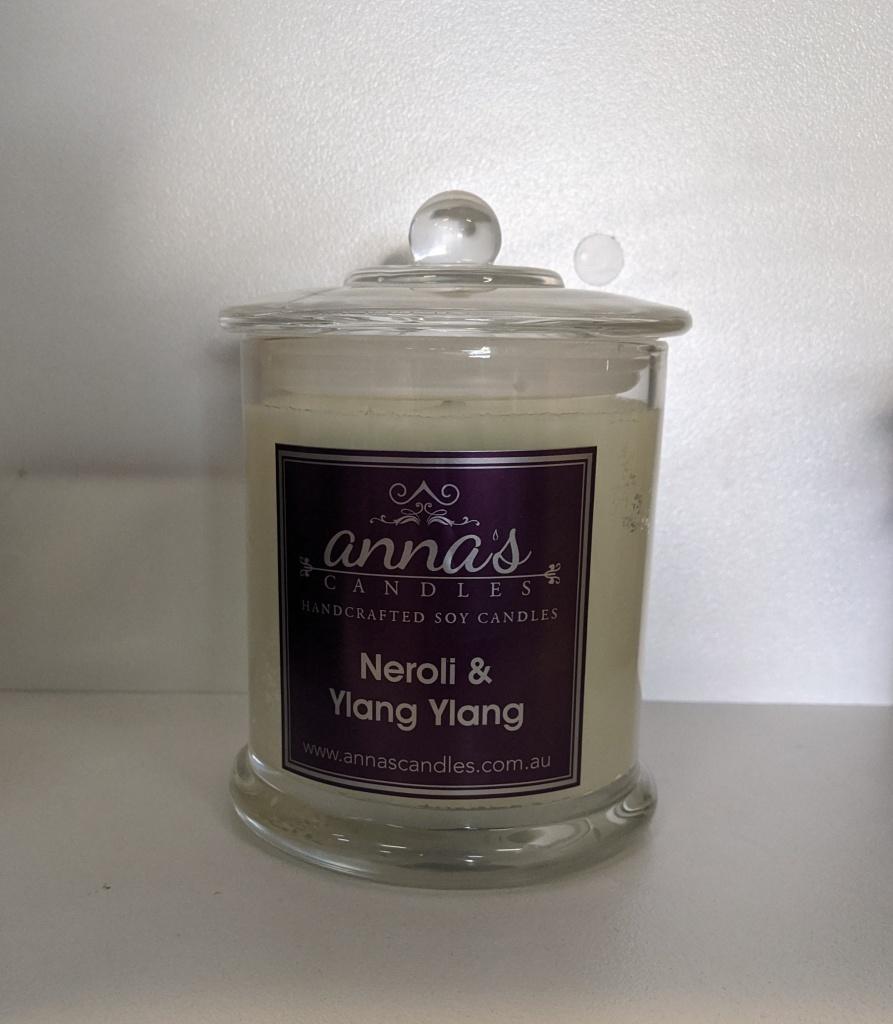 anna's
CANDLES
HANDCRAFTED SOY CANDLES
Neroli &
Ylang Ylang
www.annascandles.com.au